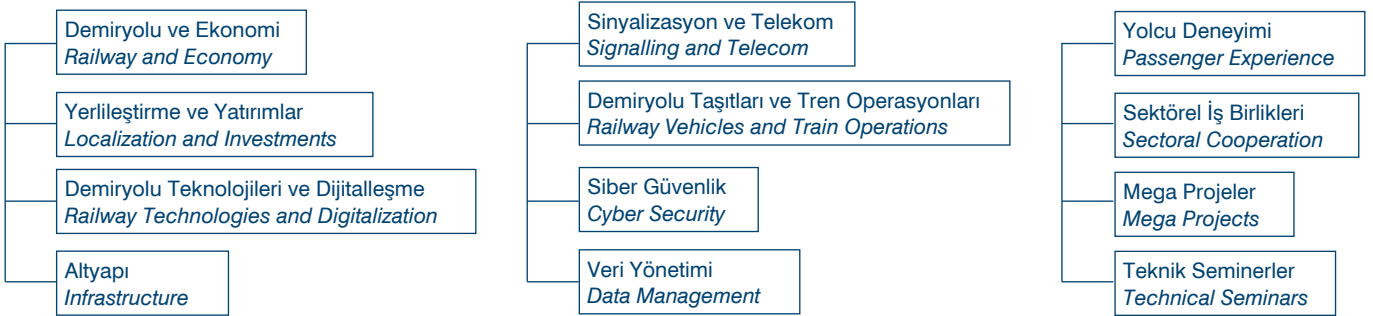 Demiryolu ve Ekonomi
Railway and Economy
Yerlileştirme ve Yatırımlar
Localization and Investments
Demiryolu Teknolojileri ve Dijitalleşme
Railway Technologies and Digitalization
Altyapı
Infrastructure
Sinyalizasyon ve Telekom
Signalling and Telecom
Demiryolu Taşıtları ve Tren Operasyonları
Railway Vehicles and Train Operations
Siber Güvenlik
Cyber Security
Veri Yönetimi
Data Management
Yolcu Deneyimi
Passenger Experience
Sektörel İş Birlikleri
Sectoral Cooperation
Mega Projeler
Mega Projects
Teknik Seminerler
Technical Seminars